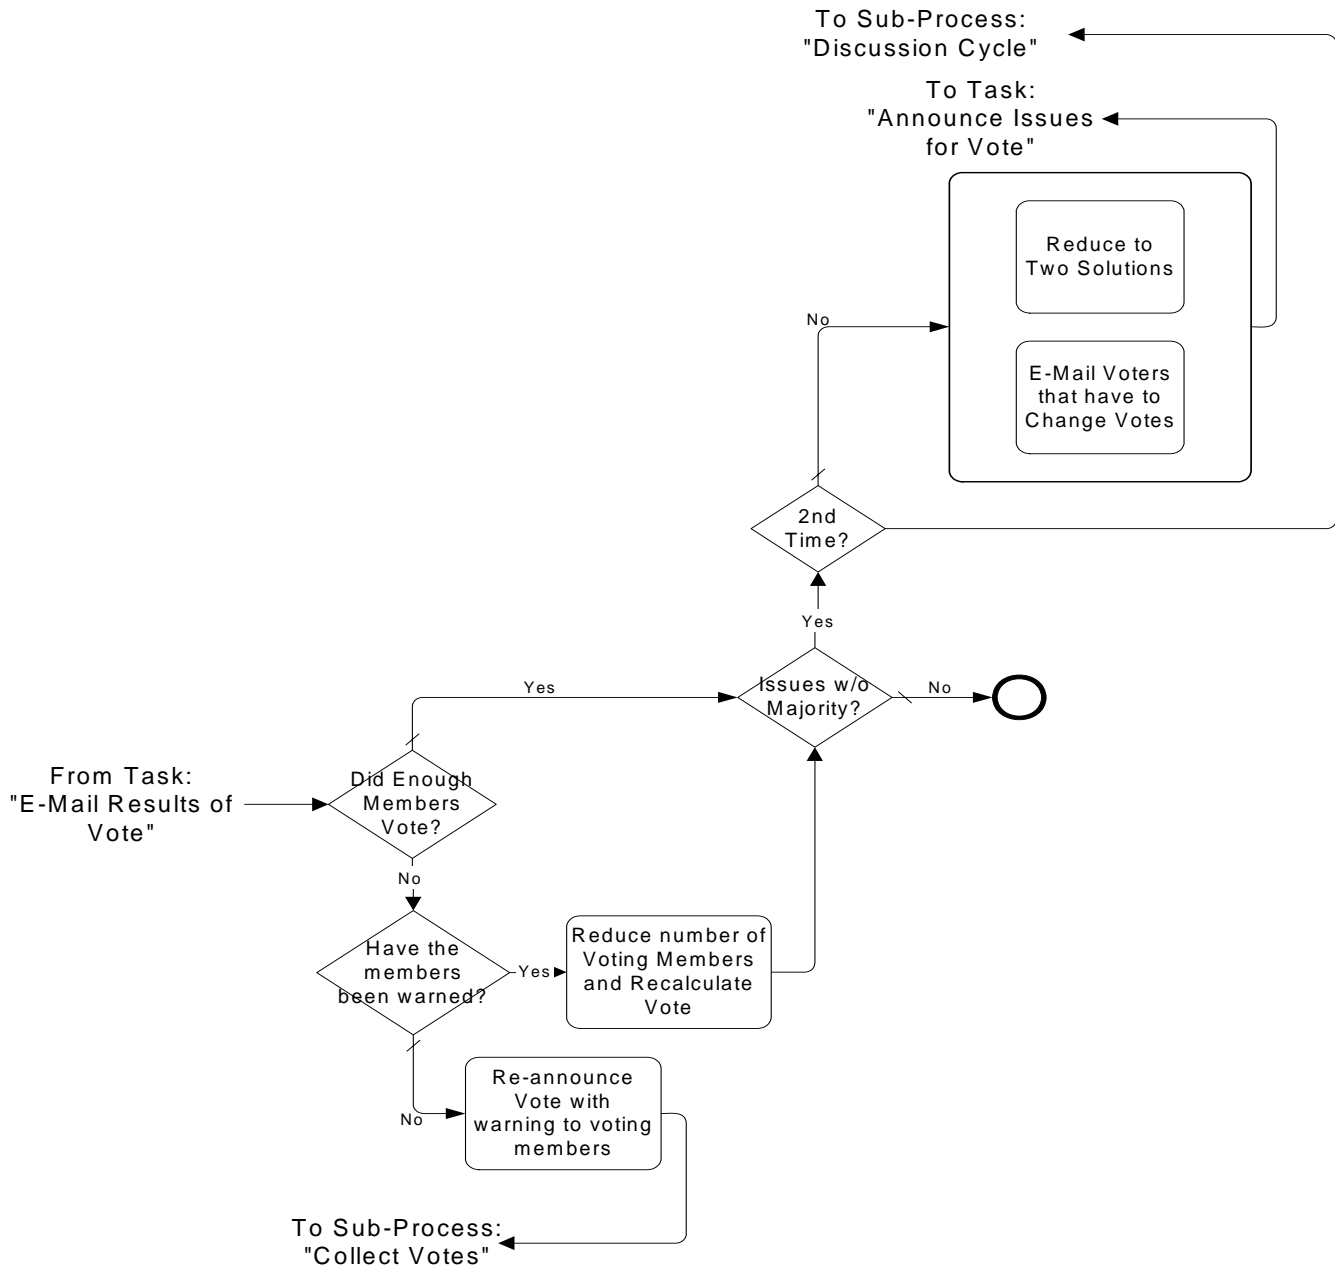 To Sub-Process:
"Discussion Cycle"
To Task:
"Announce Issues
for Vote"
Reduce to
Two Solutions
No
E-Mail Voters
that have to
Change Votes
2nd
Time?
Yes
Issues w/o
Majority?
No
Yes
From Task:
"E-Mail Results of
Vote"
Did Enough
Members
Vote?
No
Have the
members
been warned?
Yes
Reduce number of
Voting Members
and Recalculate
Vote
No
Re-announce
Vote with
warning to voting
members
To Sub-Process:
"Collect Votes"